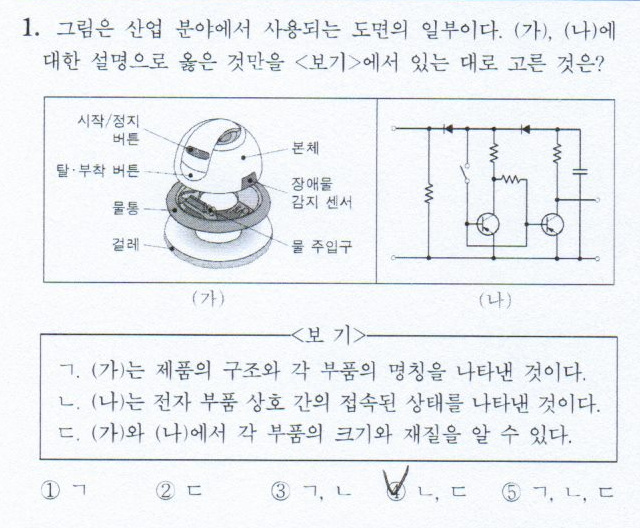 1. 그림은 산업 분야에서 사용되는 도면의 일부이다. (가), (나)에
대한 설명으로 옳은 것만을 <보기>에서 있는 대로 고른 것은?
시작/정지
버튼
탈·부착 버튼
물통
걸레
본체
장애물
감지 센서
물 주입구
(가)
(나)
<보 기>
ㄱ. (가)는 제품의 구조와 각 부품의 명칭을 나타낸 것이다.
ㄴ. (나)는 전자 부품 상호 간의 접속된 상태를 나타낸 것이다.
ㄷ. (가)와 (나)에서 각 부품의 크기와 재질을 알 수 있다.
① ㄱ ② ㄷ ③ ㄱ, ㄴ ④ ㄴ, ㄷ ⑤ ㄱ, ㄴ, ㄷ